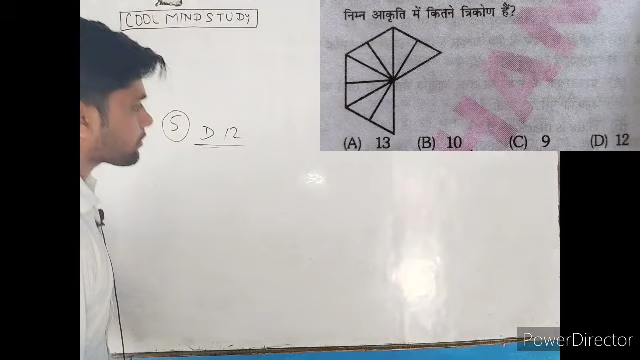 COOL MIND STUDY
निम्न आकृति में कितने त्रिकोण हैं?
(A) 13 (B) 10 (C) 9 (D) 12
5 D 12
PowerDirector